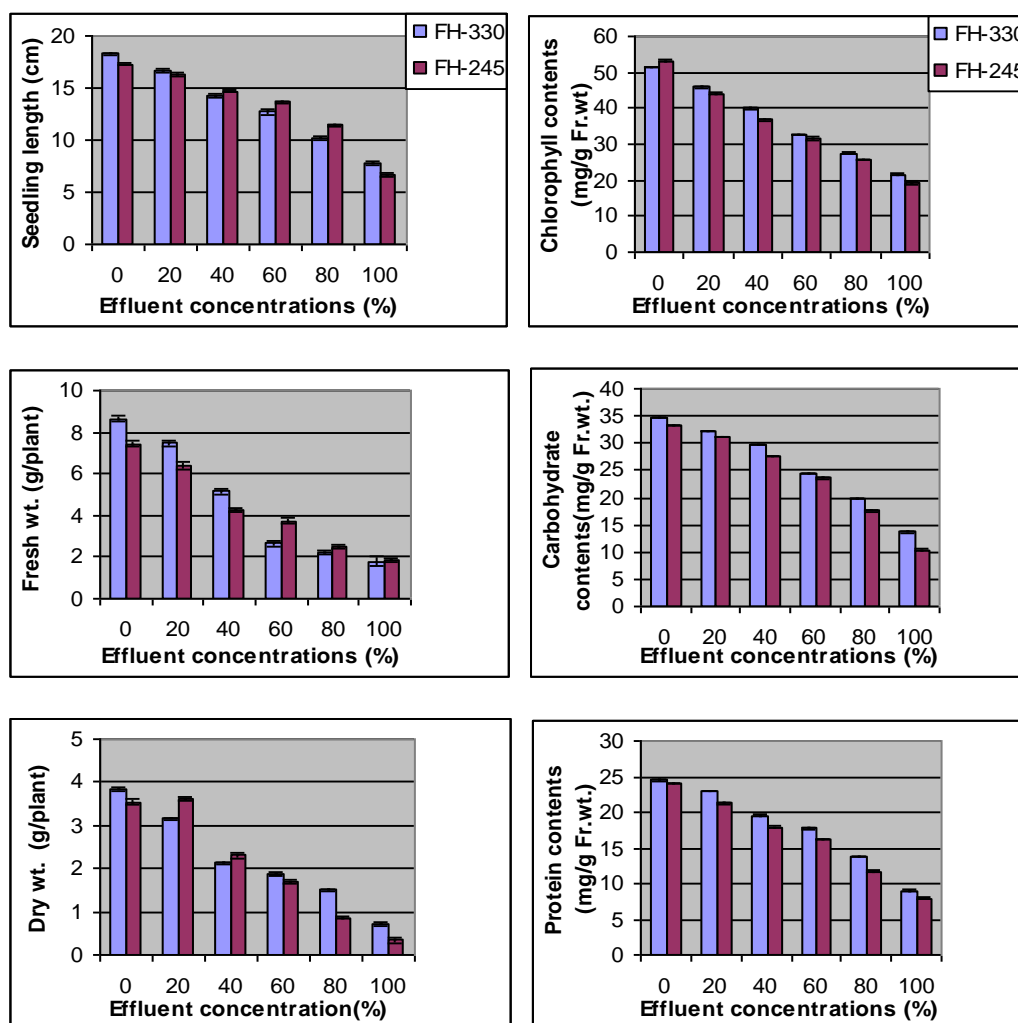 FH-330
FH-245
Seedling length (cm)
20
15
10
5
0
0 20 40 60 80 100
Effluent concentrations (%)
FH-330
FH-245
Chlorophyll contents
(mg/g Fr.wt)
60
50
40
30
20
10
0
0 20 40 60 80 100
Effluent concentrations (%)
Fresh wt. (g/plant)
10
8
6
4
2
0
0 20 40 60 80 100
Effluent concentrations (%)
Carbohydrate
contents(mg/g Fr.wt.)
40
35
30
25
20
15
10
5
0
0 20 40 60 80 100
Effluent concentrations (%)
Dry wt. (g/plant)
5
4
3
2
1
0
0 20 40 60 80 100
Effluent concentration(%)
Protein contents
(mg/g Fr.wt.)
30
25
20
15
10
5
0
0 20 40 60 80 100
Effluent concentrations (%)